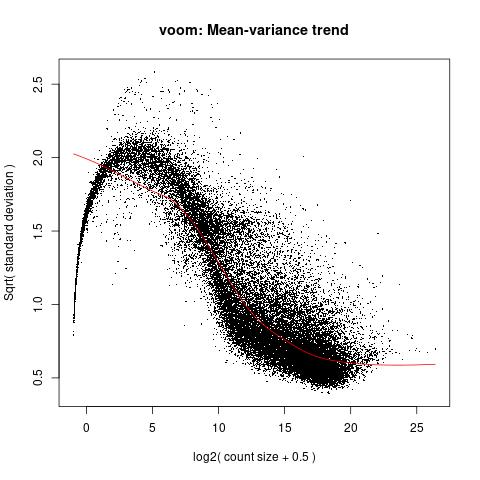 voom: Mean-variance trend
Sqrt( standard deviation )
2.5
2.0
1.5
1.0
0.5
0 5 10 15 20 25
log2( count size + 0.5 )